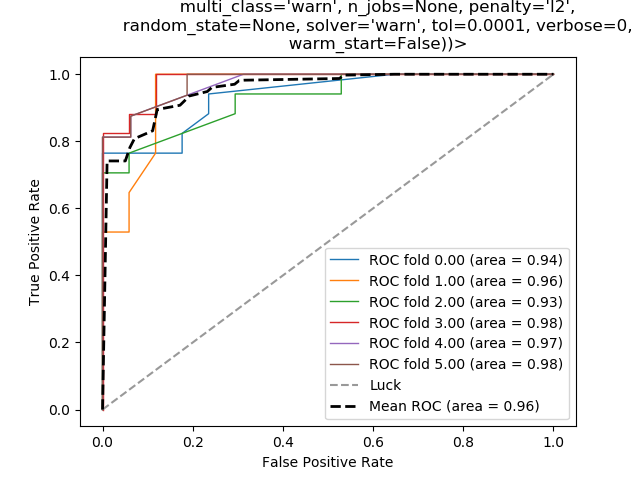 multi_class='warn', n_jobs=None, penalty='l2',
random_state=None, solver='warn', tol=0.0001, verbose=0,
warm_start=False))>
1.0
0.8
0.6
0.4
0.2
0.0
True Positive Rate
ROC fold 0.00 (area = 0.94)
ROC fold 1.00 (area = 0.96)
ROC fold 2.00 (area = 0.93)
ROC fold 3.00 (area = 0.98)
ROC fold 4.00 (area = 0.97)
ROC fold 5.00 (area = 0.98)
Luck
Mean ROC (area = 0.96)
0.0 0.2 0.4 0.6 0.8 1.0
False Positive Rate